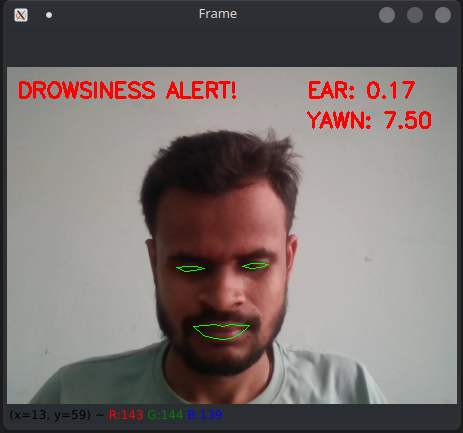 Frame
DROWSINESS ALERT!
EAR: 0.17
YAWN: 7.50
(x=13, y=59) ~ R:143 G:144 B:139